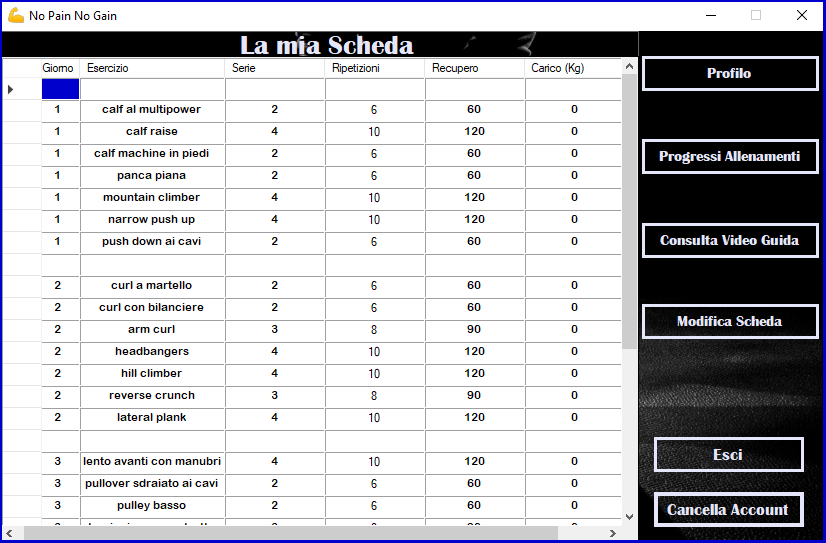 No Pain No Gain
La mia Scheda
Giorno Esercizio Serie Ripetizioni Recupero Carico (Kg)
1 calf al multipower 2 6 60 0
1 calf raise 4 10 120 0
1 calf machine in piedi 2 6 60 0
1 panca piana 2 6 60 0
1 mountain climber 4 10 120 0
1 narrow push up 4 10 120 0
1 push down ai cavi 2 6 60 0
2 curl a martello 2 6 60 0
2 curl con bilanciere 2 6 60 0
2 arm curl 3 8 90 0
2 headbangers 4 10 120 0
2 hill climber 4 10 120 0
2 reverse crunch 3 8 90 0
2 lateral plank 4 10 120 0
3 lento avanti con manubri 4 10 120 0
3 pullover sdraiato ai cavi 2 6 60 0
3 pulley basso 2 6 60 0
Profilo
Progressi Allenamenti
Consulta Video Guida
Modifica Scheda
Esci
Cancella Account